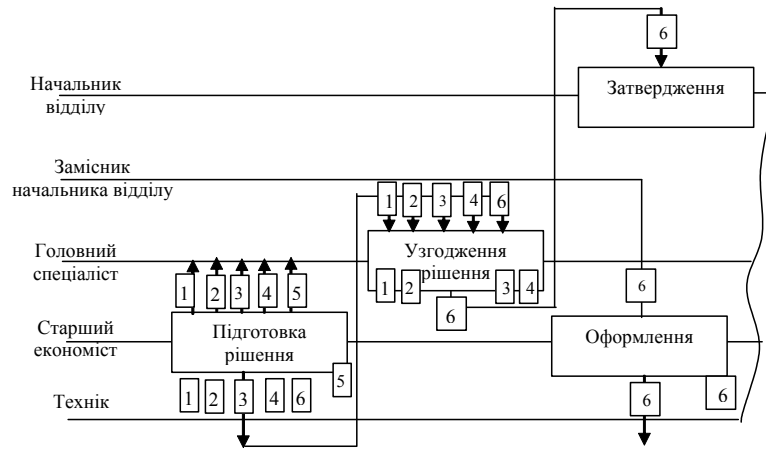 6
Начальник
відділу
Затвердження
Замісник
начальника відділу
1 2 3 4 6
Головний
спеціаліст
Узгодження
рішення
1 2 3 4
1 2 3 4 5
6
6
Старший
економіст
Підготовка
рішення
Оформлення
5
1 2 3 4 6
6
6
Технік